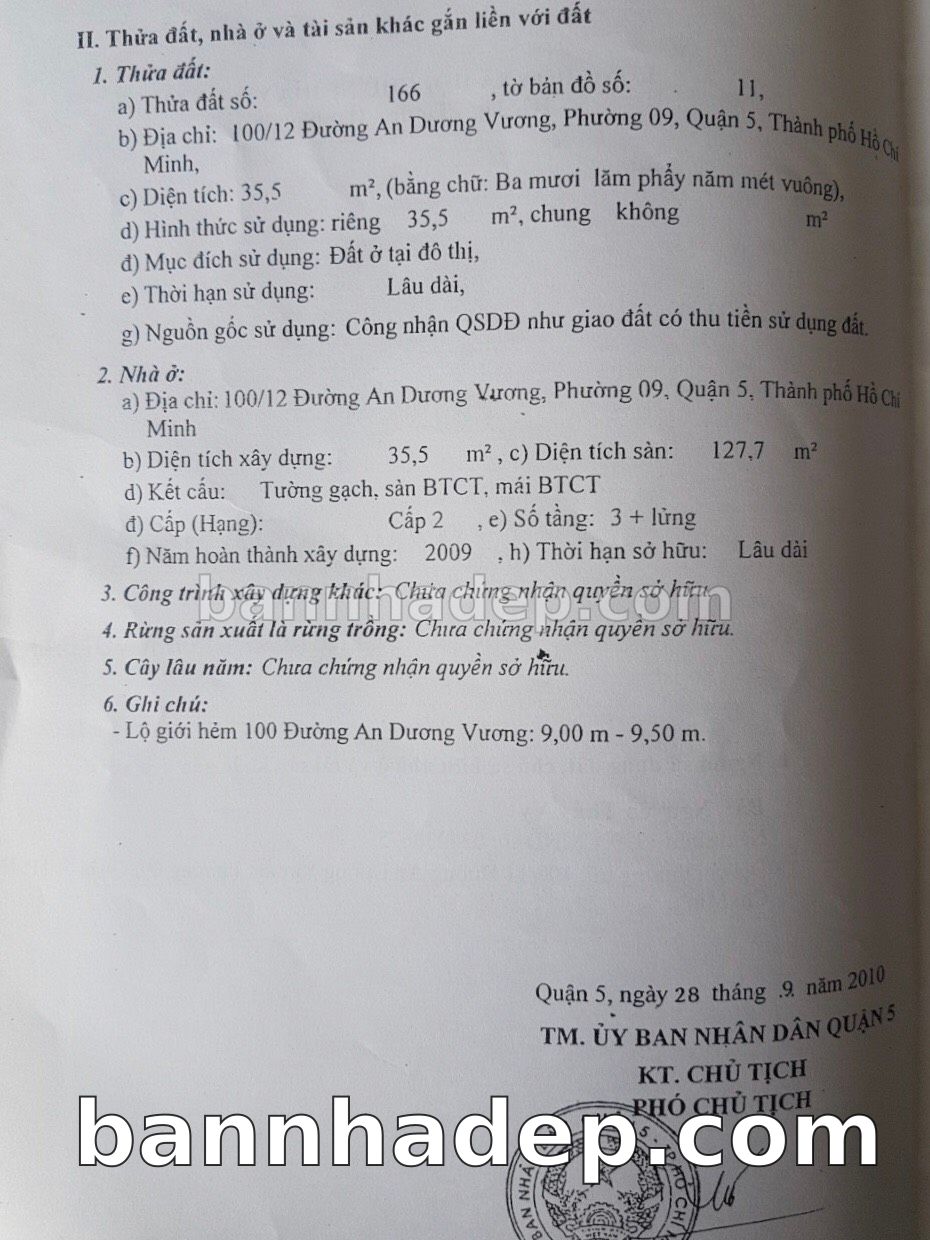 II. Thửa đất, nhà ở và tài sản khác gắn liền với đất
1. Thửa đất:
a) Thửa đất số: 166 , tờ bản đồ số: 11,
b) Địa chỉ: 100/12 Đường An Dương Vương, Phường 09, Quận 5, Thành phố Hồ Chí
Minh,
c) Diện tích: 35,5 m², (bằng chữ: Ba mươi lăm phẩy năm mét vuông),
d) Hình thức sử dụng: riêng 35,5 m², chung không m²
đ) Mục đích sử dụng: Đất ở tại đô thị,
e) Thời hạn sử dụng: Lâu dài,
g) Nguồn gốc sử dụng: Công nhận QSDĐ như giao đất có thu tiền sử dụng đất.
2. Nhà ở:
a) Địa chỉ: 100/12 Đường An Dương Vương, Phường 09, Quận 5, Thành phố Hồ Chí
Minh
b) Diện tích xây dựng: 35,5 m² , c) Diện tích sàn: 127,7 m²
d) Kết cấu: Tường gạch, sàn BTCT, mái BTCT
đ) Cấp (Hạng): Cấp 2 , e) Số tầng: 3 + lửng
f) Năm hoàn thành xây dựng: 2009 , h) Thời hạn sở hữu: Lâu dài
3. Công trình xây dựng khác: Chưa chứng nhận quyền sở hữu.
bannhadep.com
4. Rừng sản xuất là rừng trồng: Chưa chứng nhận quyền sở hữu.
5. Cây lâu năm: Chưa chứng nhận quyền sở hữu.
6. Ghi chú:
- Lộ giới hẻm 100 Đường An Dương Vương: 9,00 m - 9,50 m.
Quận 5, ngày 28 tháng .9. năm 2010
TM. ỦY BAN NHÂN DÂN QUẬN 5
KT. CHỦ TỊCH
PHÓ CHỦ TỊCH
bannhadep.com